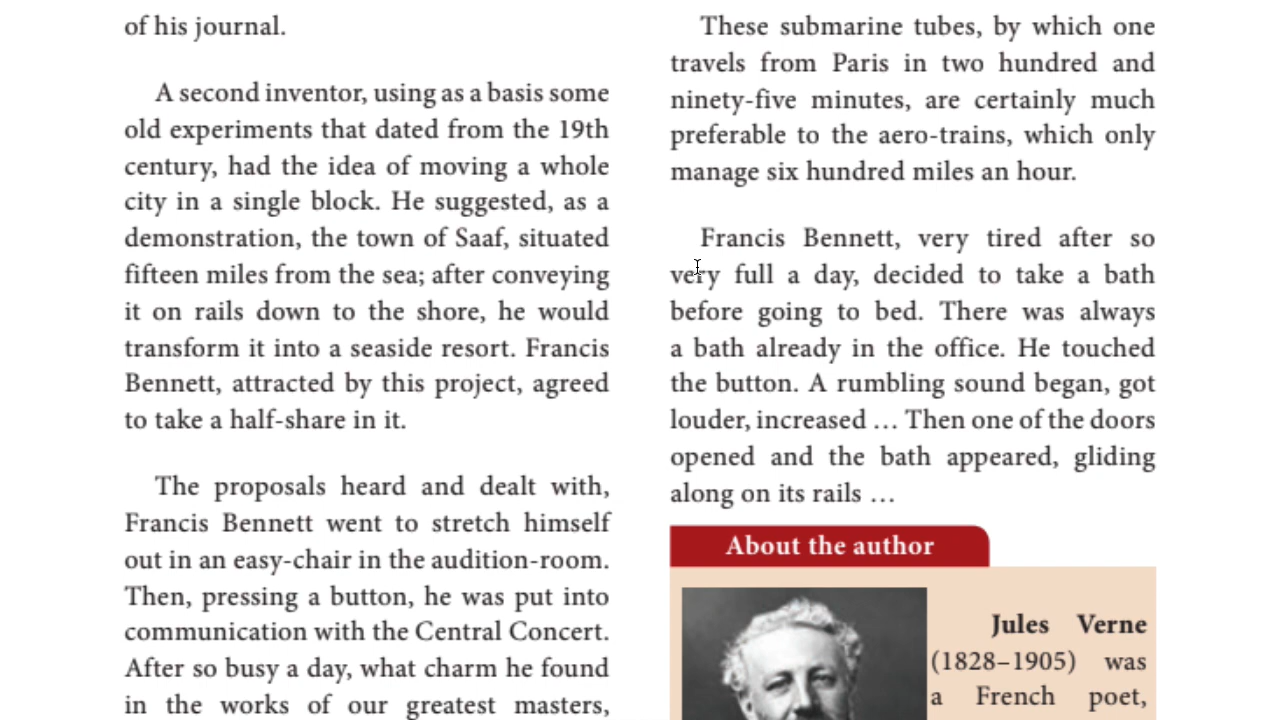 of his journal.
A second inventor, using as a basis some
old experiments that dated from the 19th
century, had the idea of moving a whole
city in a single block. He suggested, as a
demonstration, the town of Saaf, situated
fifteen miles from the sea; after conveying
it on rails down to the shore, he would
transform it into a seaside resort. Francis
Bennett, attracted by this project, agreed
to take a half-share in it.
The proposals heard and dealt with,
Francis Bennett went to stretch himself
out in an easy-chair in the audition-room.
Then, pressing a button, he was put into
communication with the Central Concert.
After so busy a day, what charm he found
in the works of our greatest masters,
These submarine tubes, by which one
travels from Paris in two hundred and
ninety-five minutes, are certainly much
preferable to the aero-trains, which only
manage six hundred miles an hour.
Francis Bennett, very tired after so
very full a day, decided to take a bath
before going to bed. There was always
a bath already in the office. He touched
the button. A rumbling sound began, got
louder, increased … Then one of the doors
opened and the bath appeared, gliding
along on its rails …
About the author
Jules Verne
(1828–1905) was
a French poet,